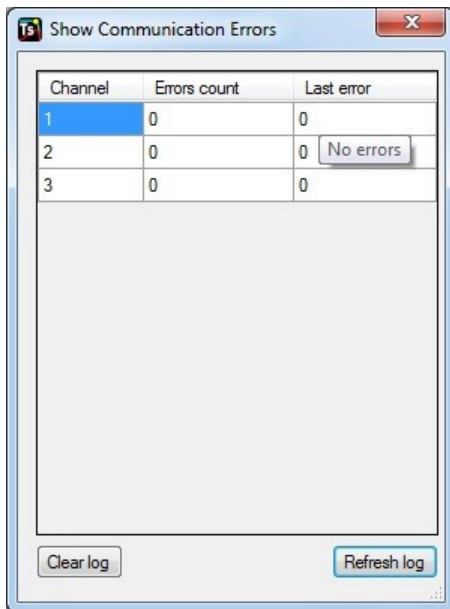 Ts Show Communication Errors
Channel Errors count Last error
1 0 0
2 0 0 No errors
3 0 0
Clear log Refresh log